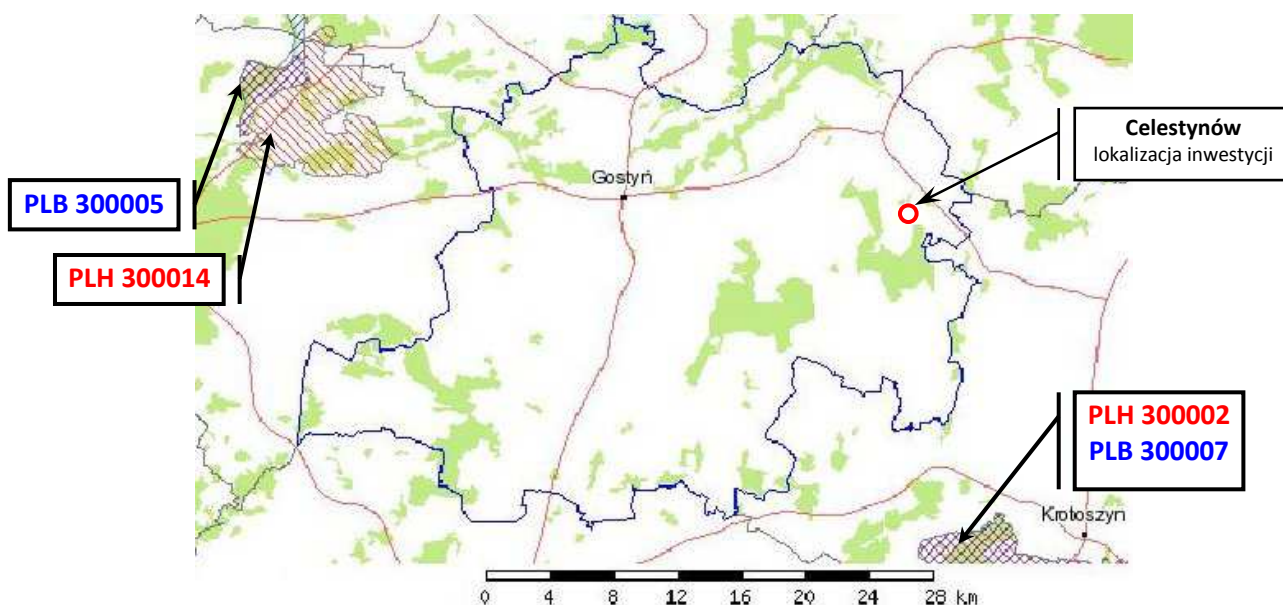 Celestynów
lokalizacja inwestycji
Gostyń
PLB 300005
PLH 300014
PLH 300002
PLB 300007
Krotoszyn
0 4 8 12 16 20 24 28 km